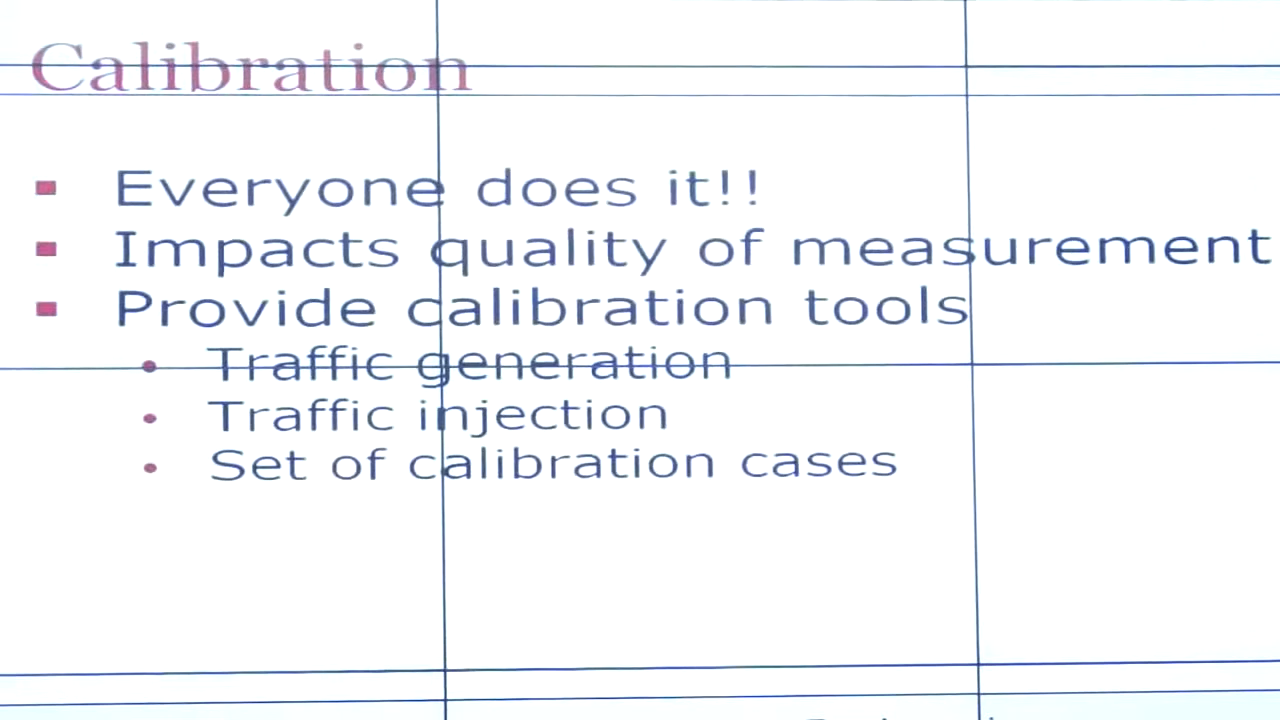 Calibration
Everyone does it!!
Impacts quality of measurement
Provide calibration tools
Traffic generation
Traffic injection
Set of calibration cases